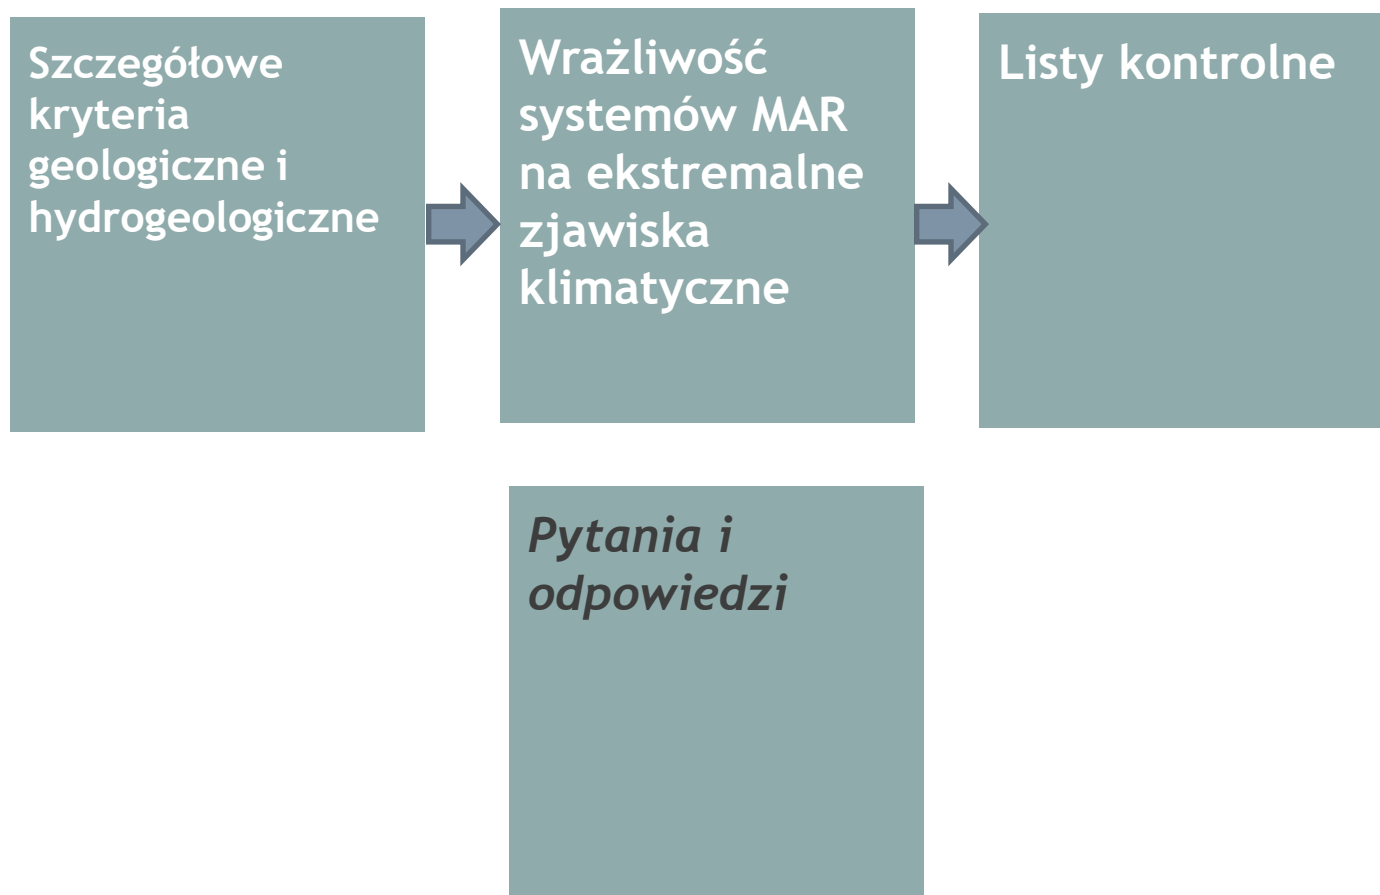 Szczegółowe
kryteria
geologiczne i
hydrogeologiczne
Wrażliwość
systemów MAR
na ekstremalne
zjawiska
klimatyczne
Listy kontrolne
Pytania i
odpowiedzi